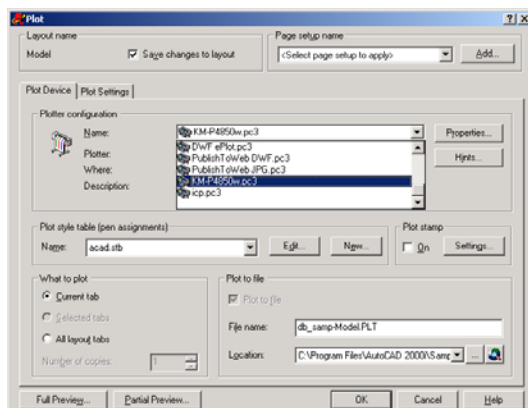 Plot
Layout name
Model
Save changes to layout
Page setup name
<Select page setup to apply>
Add...
Plot Device
Plot Settings
Plotter configuration
Name:
KM-P4850w.pc3
Properties...
Plotter:
DWF ePlot.pc3
Hints...
Where:
PublishToWeb DWF.pc3
PublishToWeb JPG.pc3
Description:
KM-P4850w.pc3
icp.pc3
Plot style table (pen assignments)
Name:
acad.stb
Edit...
New...
Plot stamp
On
Settings...
What to plot
Current tab
Selected tabs
All layout tabs
Number of copies:
1
Plot to file
Plot to file
File name:
db_samp-Model.PLT
Location:
C:\Program Files\AutoCAD 2000i\Samp
...
Full Preview...
Partial Preview...
OK
Cancel
Help